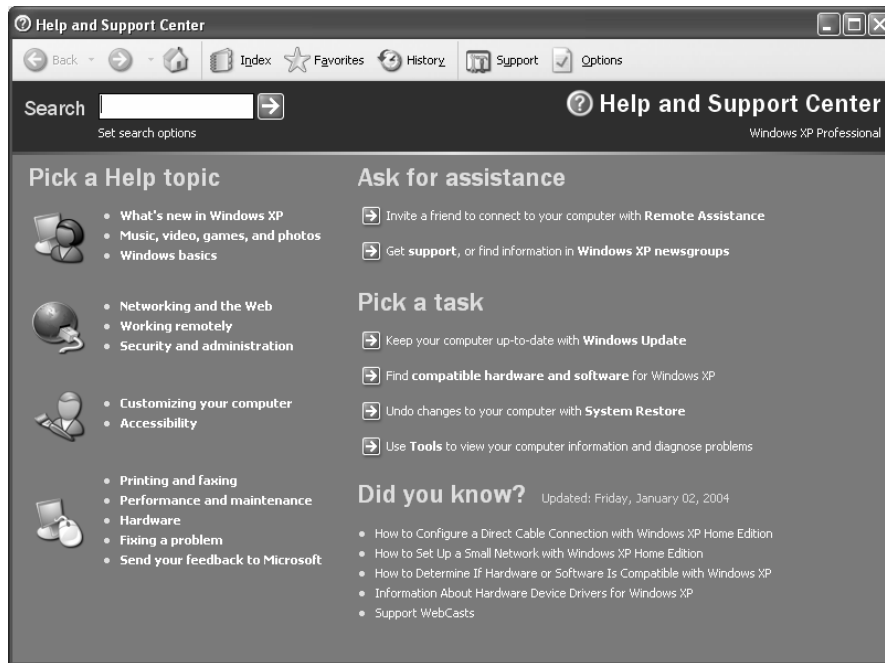 Help and Support Center
Back
Index
Favorites
History
Support
Options
Search
Set search options
Help and Support Center
Windows XP Professional
Pick a Help topic
What's new in Windows XP
Music, video, games, and photos
Windows basics
Networking and the Web
Working remotely
Security and administration
Customizing your computer
Accessibility
Printing and faxing
Performance and maintenance
Hardware
Fixing a problem
Send your feedback to Microsoft
Ask for assistance
Invite a friend to connect to your computer with Remote Assistance
Get support, or find information in Windows XP newsgroups
Pick a task
Keep your computer up-to-date with Windows Update
Find compatible hardware and software for Windows XP
Undo changes to your computer with System Restore
Use Tools to view your computer information and diagnose problems
Did you know? Updated: Friday, January 02, 2004
How to Configure a Direct Cable Connection with Windows XP Home Edition
How to Set Up a Small Network with Windows XP Home Edition
How to Determine If Hardware or Software Is Compatible with Windows XP
Information About Hardware Device Drivers for Windows XP
Support WebCasts